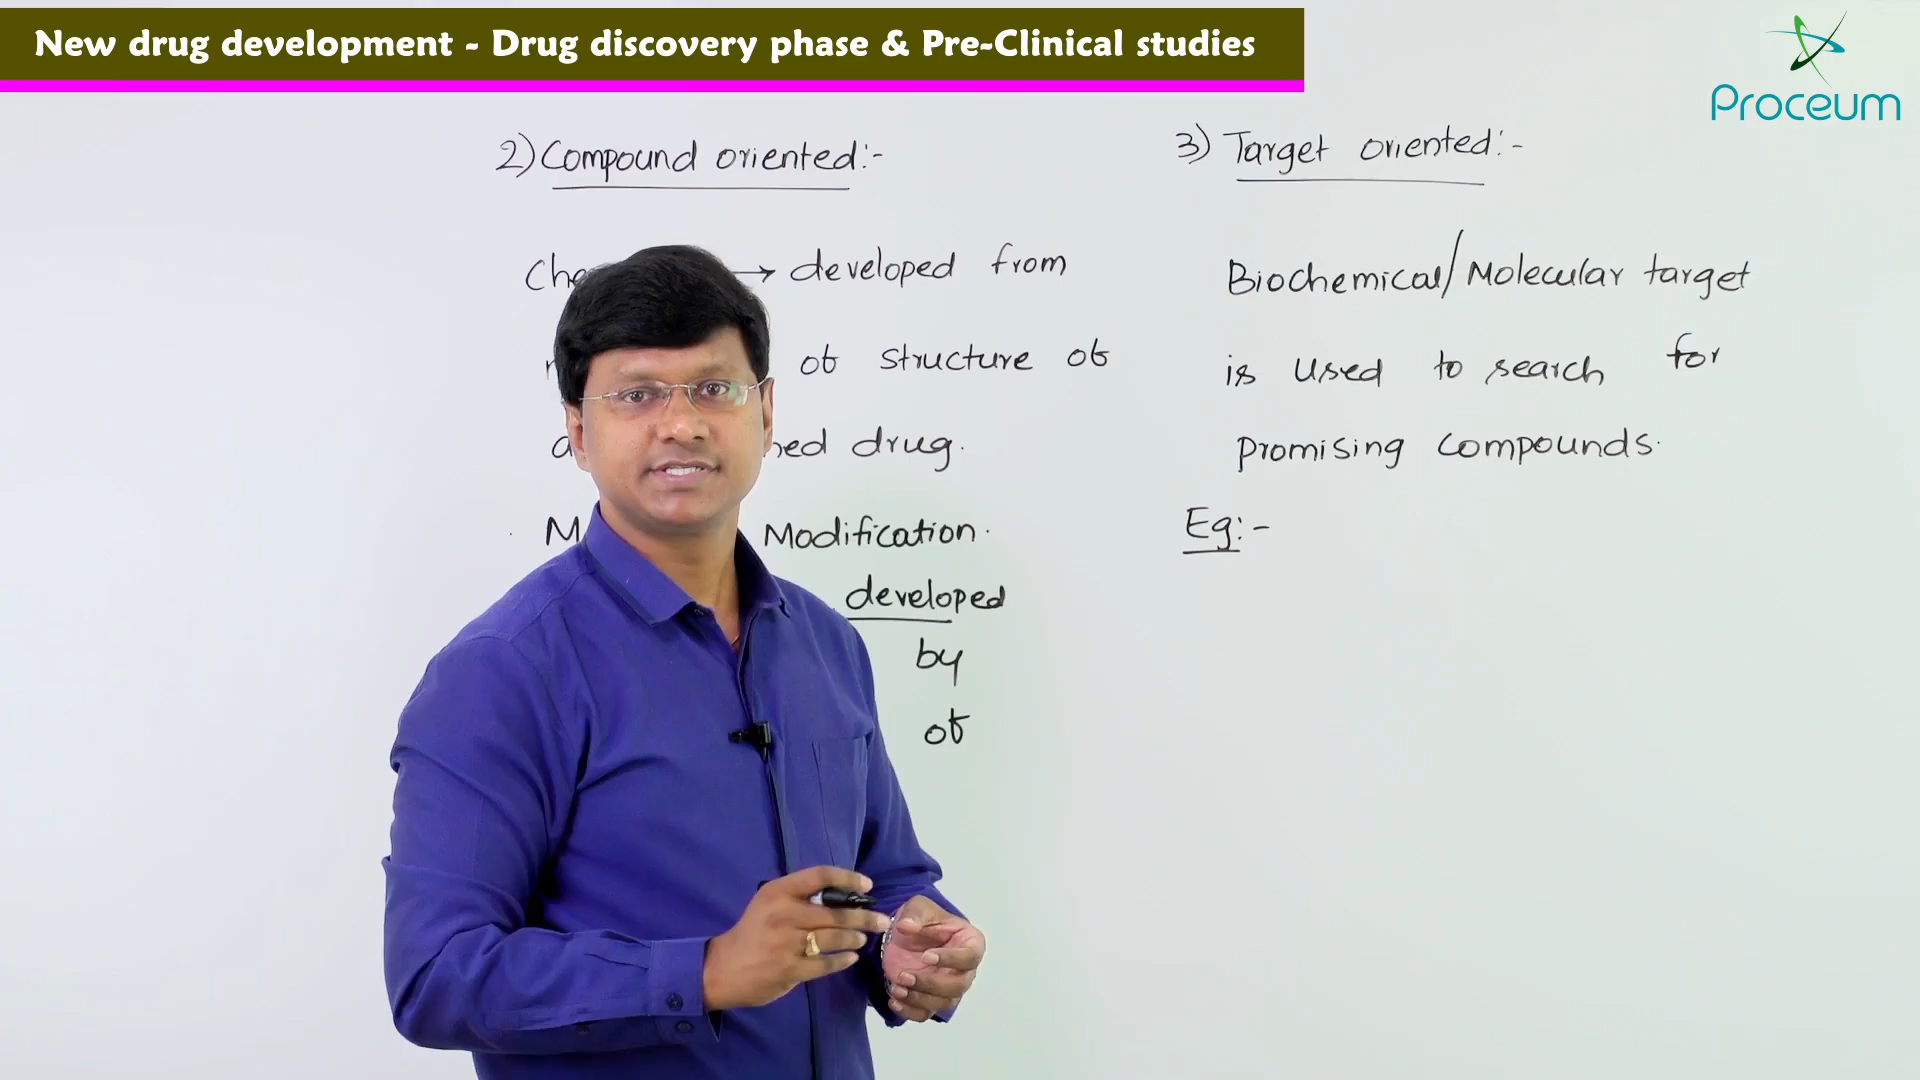 New drug development - Drug discovery phase & Pre-Clinical studies
Proceum
2) Compound oriented:-
developed from
of structure of
drug.
Modification.
developed
by
of
3) Target oriented:-
Biochemical/Molecular target
is used to search for
promising compounds.
Eg:-